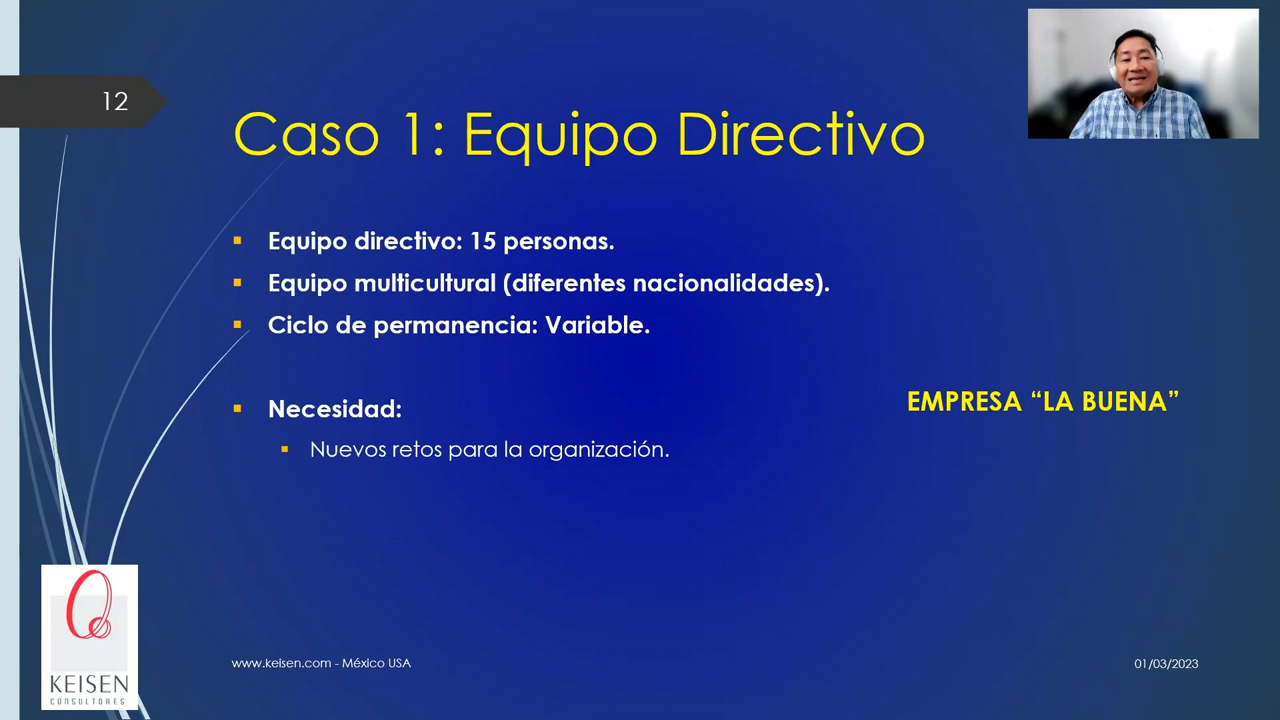 12
Caso 1: Equipo Directivo
Equipo directivo: 15 personas.
Equipo multicultural (diferentes nacionalidades).
Ciclo de permanencia: Variable.
Necesidad:
EMPRESA “LA BUENA”
Nuevos retos para la organización.
KEISEN
CONSULTORES
www.keisen.com - México USA
01/03/2023